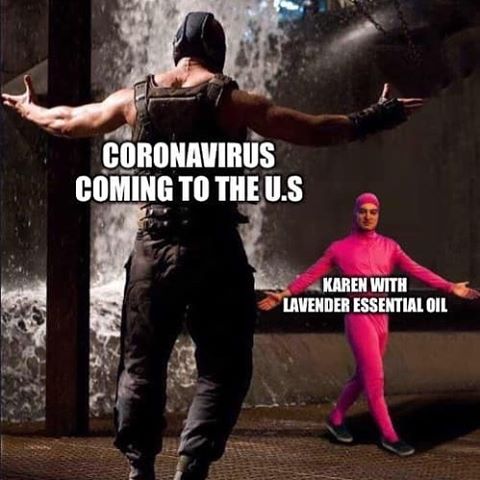 CORONAVIRUS
COMING TO THE U.S
KAREN WITH
LAVENDER ESSENTIAL OIL